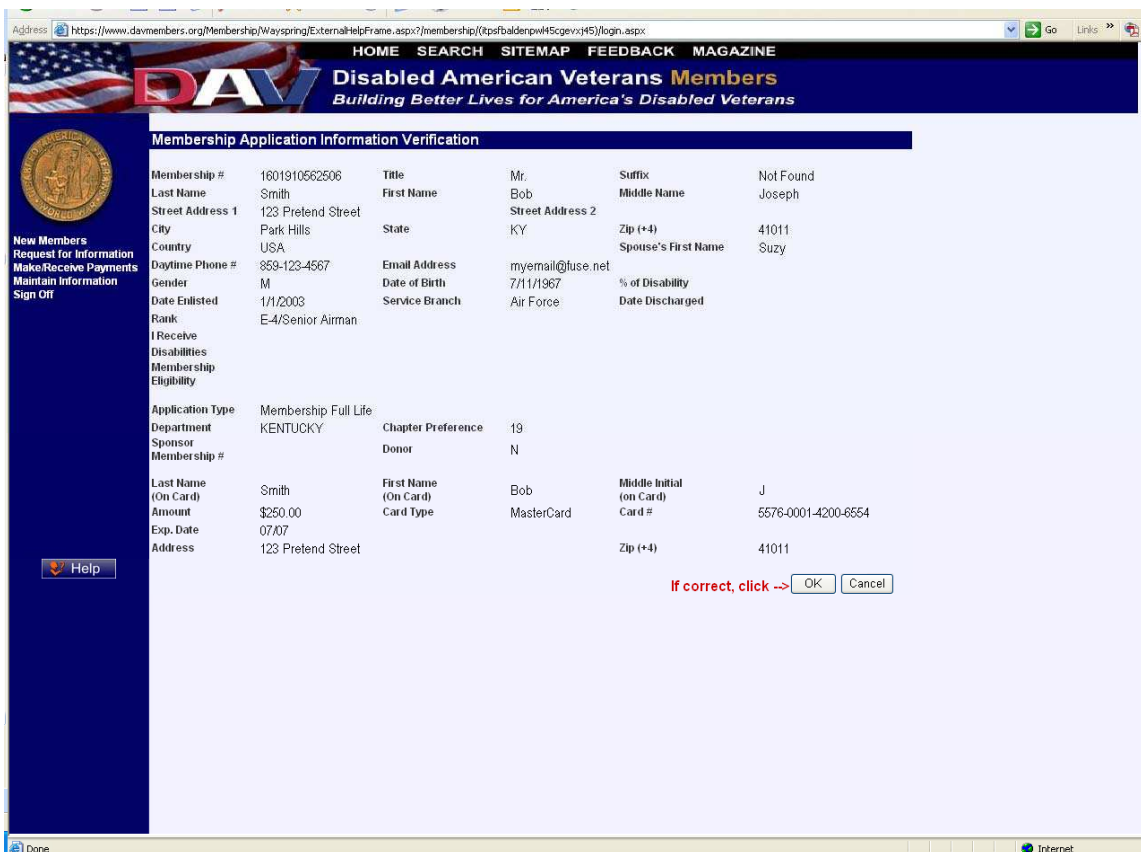 Address https://www.davmembers.org/Membership/Wayspring/ExternalHelpFrame.aspx?/membership/(itpsfbaldenpwl45cgevxj45)/login.aspx Go Links »
HOME SEARCH SITEMAP FEEDBACK MAGAZINE
DAV
Disabled American Veterans Members
Building Better Lives for America's Disabled Veterans
Membership Application Information Verification
Membership # 1601910562506 Title Mr. Suffix Not Found
Last Name Smith First Name Bob Middle Name Joseph
Street Address 1 123 Pretend Street Street Address 2
City Park Hills State KY Zip (+4) 41011
Country USA Spouse's First Name Suzy
Daytime Phone # 859-123-4567 Email Address myemail@fuse.net
Gender M Date of Birth 7/11/1967 % of Disability
Date Enlisted 1/1/2003 Service Branch Air Force Date Discharged
Rank E-4/Senior Airman
I Receive
Disabilities
Membership
Eligibility
Application Type Membership Full Life
Department KENTUCKY Chapter Preference 19
Sponsor
Membership # Donor N
Last Name
(On Card) Smith First Name
(On Card) Bob Middle Initial
(on Card) J
Amount $250.00 Card Type MasterCard Card # 5576-0001-4200-6554
Exp. Date 07/07
Address 123 Pretend Street Zip (+4) 41011
If correct, click --> OK Cancel
New Members
Request for Information
Make/Receive Payments
Maintain Information
Sign Off
Help
Done Internet